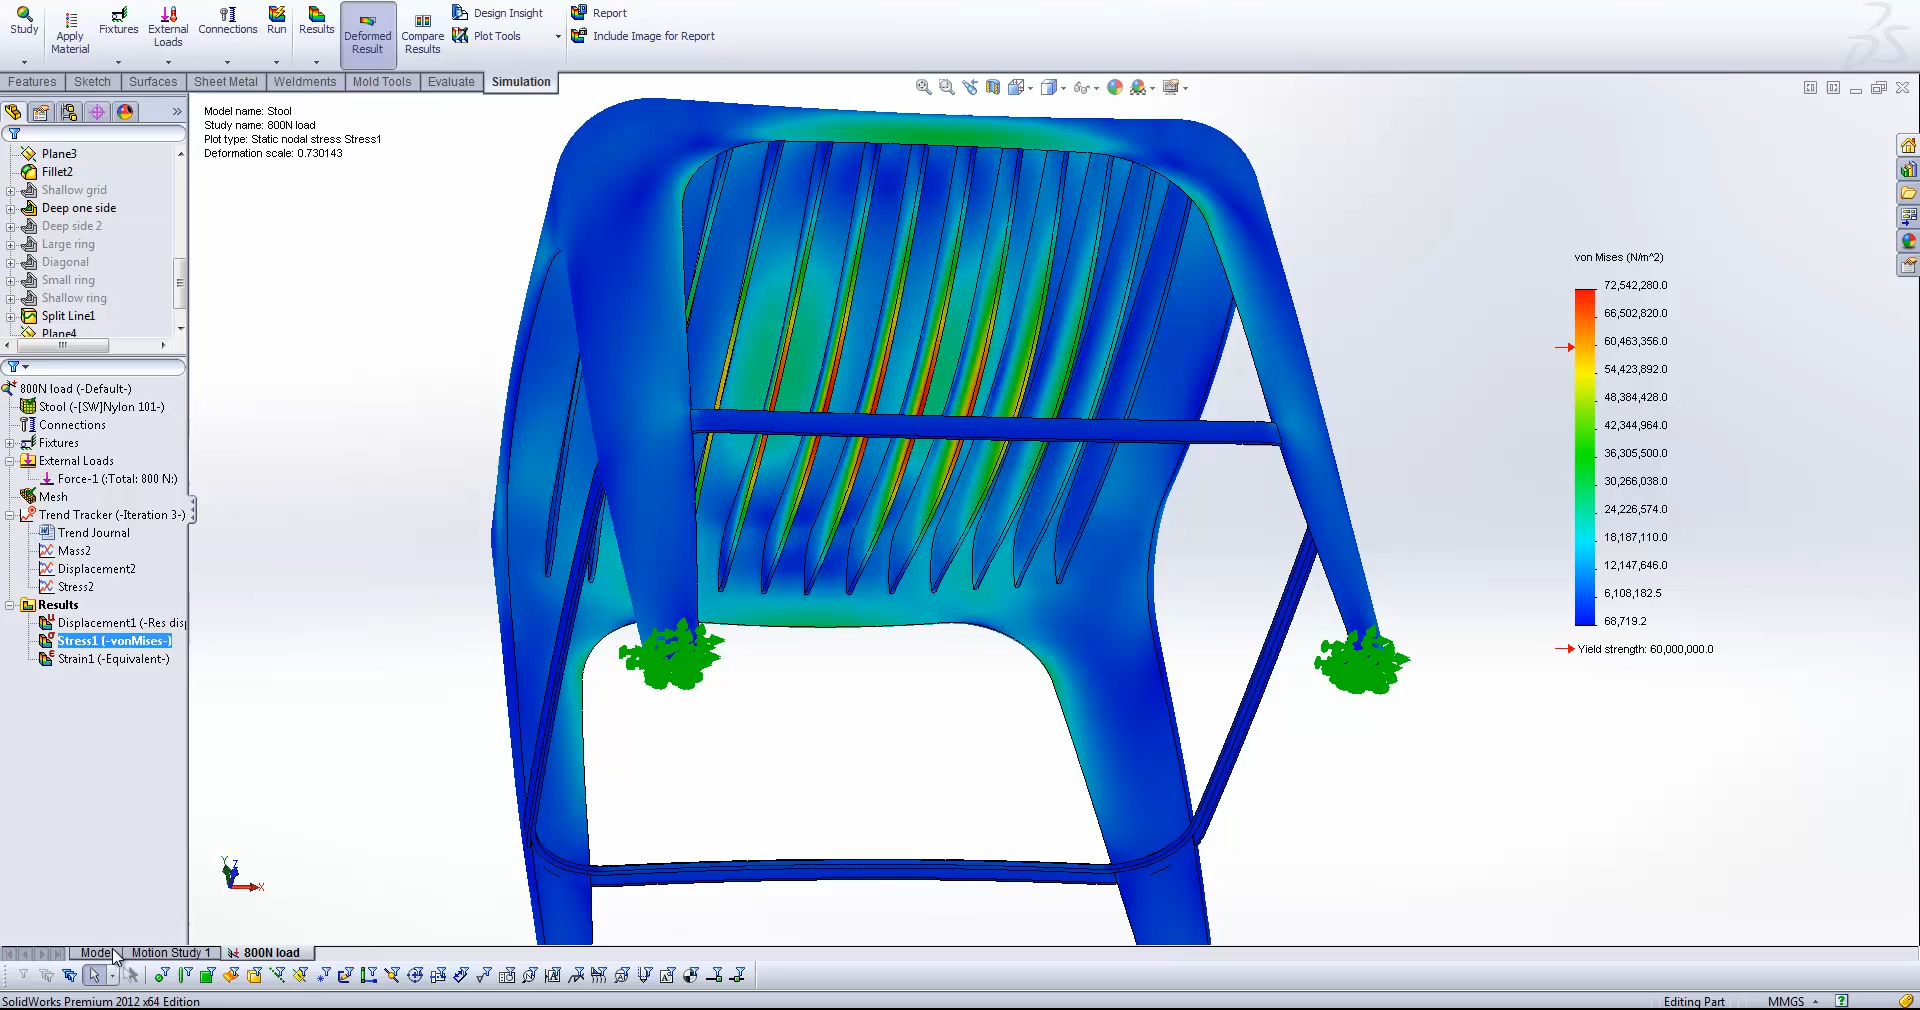 Study
Apply Material
Fixtures
External Loads
Connections
Run
Results
Deformed Result
Compare Results
Design Insight
Plot Tools
Report
Include Image for Report
Features
Sketch
Surfaces
Sheet Metal
Weldments
Mold Tools
Evaluate
Simulation
Plane3
Fillet2
Shallow grid
Deep one side
Deep side 2
Large ring
Diagonal
Small ring
Shallow ring
Split Line1
Plane4
800N load (-Default-)
Stool (-[SW]Nylon 101-)
Connections
Fixtures
External Loads
Force-1 (:Total: 800 N:)
Mesh
Trend Tracker (-Iteration 3-)
Trend Journal
Mass2
Displacement2
Stress2
Results
Displacement1 (-Res disp
Stress1 (-vonMises-)
Strain1 (-Equivalent-)
Model name: Stool
Study name: 800N load
Plot type: Static nodal stress Stress1
Deformation scale: 0.730143
von Mises (N/m^2)
72,542,280.0
66,502,820.0
60,463,356.0
54,423,892.0
48,384,428.0
42,344,964.0
36,305,500.0
30,266,038.0
24,226,574.0
18,187,110.0
12,147,646.0
6,108,182.5
68,719.2
Yield strength: 60,000,000.0
Y
Z
X
Model
Motion Study 1
800N load
SolidWorks Premium 2012 x64 Edition
Editing Part
MMGS